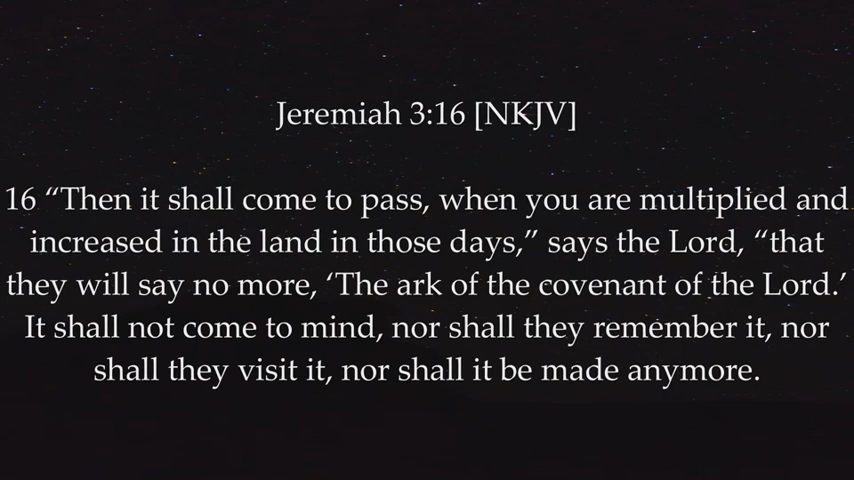 Jeremiah 3:16 [NKJV]
16 “Then it shall come to pass, when you are multiplied and
increased in the land in those days,” says the Lord, “that
they will say no more, ‘The ark of the covenant of the Lord.’
It shall not come to mind, nor shall they remember it, nor
shall they visit it, nor shall it be made anymore.